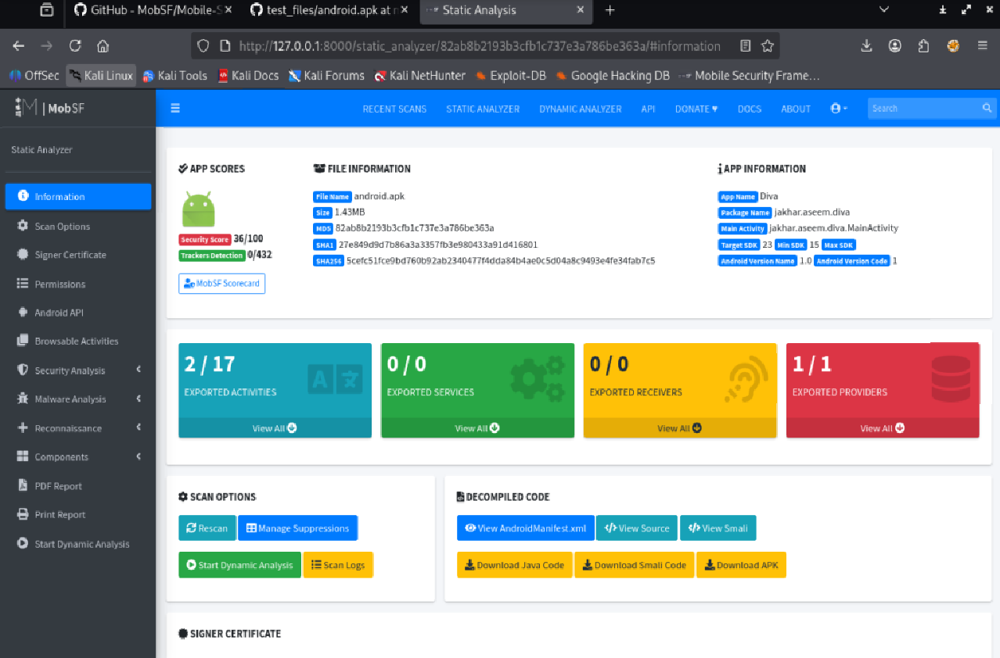 GitHub - MobSF/Mobile-S
test_files/android.apk at n
Static Analysis
http://127.0.0.1:8000/static_analyzer/82ab8b2193b3cfb1c737e3a786be363a/#information
OffSec Kali Linux Kali Tools Kali Docs Kali Forums Kali NetHunter Exploit-DB Google Hacking DB Mobile Security Frame…
MobSF
RECENT SCANS STATIC ANALYZER DYNAMIC ANALYZER API DONATE ♥ DOCS ABOUT Search
Static Analyzer
Information
Scan Options
Signer Certificate
Permissions
Android API
Browsable Activities
Security Analysis
Malware Analysis
Reconnaissance
Components
PDF Report
Print Report
Start Dynamic Analysis
APP SCORES
Security Score 36/100
Trackers Detection 0/432
MobSF Scorecard
FILE INFORMATION
File Name android.apk
Size 1.43MB
MD5 82ab8b2193b3cfb1c737e3a786be363a
SHA1 27e849d9d7b86a3a3357fb3e980433a91d416801
SHA256 5cefc51fce9bd760b92ab2340477f4dda84b4ae0c5d04a8c9493e4fe34fab7c5
APP INFORMATION
App Name Diva
Package Name jakhar.aseem.diva
Main Activity jakhar.aseem.diva.MainActivity
Target SDK 23 Min SDK 15 Max SDK
Android Version Name 1.0 Android Version Code 1
2 / 17
EXPORTED ACTIVITIES
View All
0 / 0
EXPORTED SERVICES
View All
0 / 0
EXPORTED RECEIVERS
View All
1 / 1
EXPORTED PROVIDERS
View All
SCAN OPTIONS
Rescan Manage Suppressions
Start Dynamic Analysis Scan Logs
DECOMPILED CODE
View AndroidManifest.xml View Source View Smali
Download Java Code Download Smali Code Download APK
SIGNER CERTIFICATE